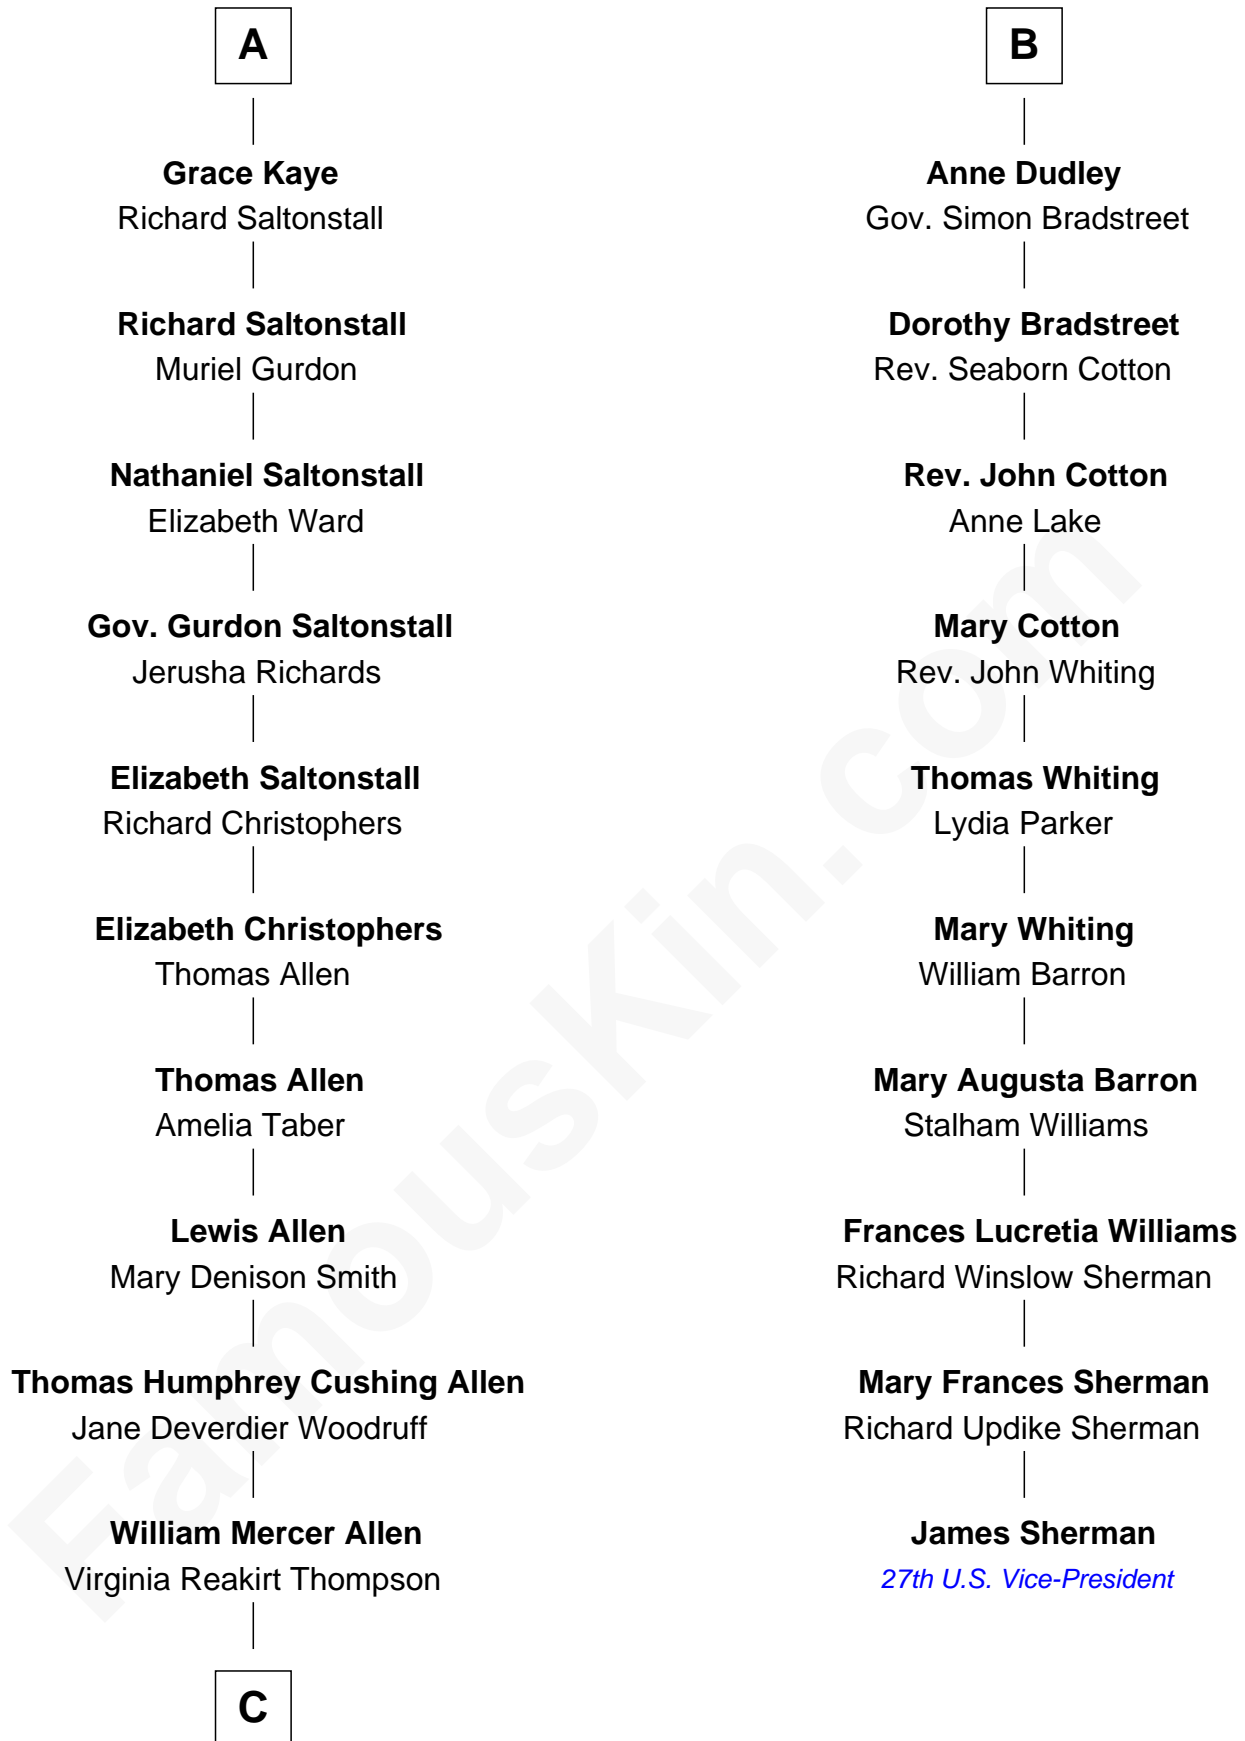 A
Grace Kaye
Richard Saltonstall
Richard Saltonstall
Muriel Gurdon
Nathaniel Saltonstall
Elizabeth Ward
Gov. Gurdon Saltonstall
Jerusha Richards
Elizabeth Saltonstall
Richard Christophers
Elizabeth Christophers
Thomas Allen
Thomas Allen
Amelia Taber
Lewis Allen
Mary Denison Smith
Thomas Humphrey Cushing Allen
Jane Deverdier Woodruff
William Mercer Allen
Virginia Reakirt Thompson
C
B
Anne Dudley
Gov. Simon Bradstreet
Dorothy Bradstreet
Rev. Seaborn Cotton
Rev. John Cotton
Anne Lake
Mary Cotton
Rev. John Whiting
Thomas Whiting
Lydia Parker
Mary Whiting
William Barron
Mary Augusta Barron
Stalham Williams
Frances Lucretia Williams
Richard Winslow Sherman
Mary Frances Sherman
Richard Updike Sherman
James Sherman
27th U.S. Vice-President
FamousKin.com